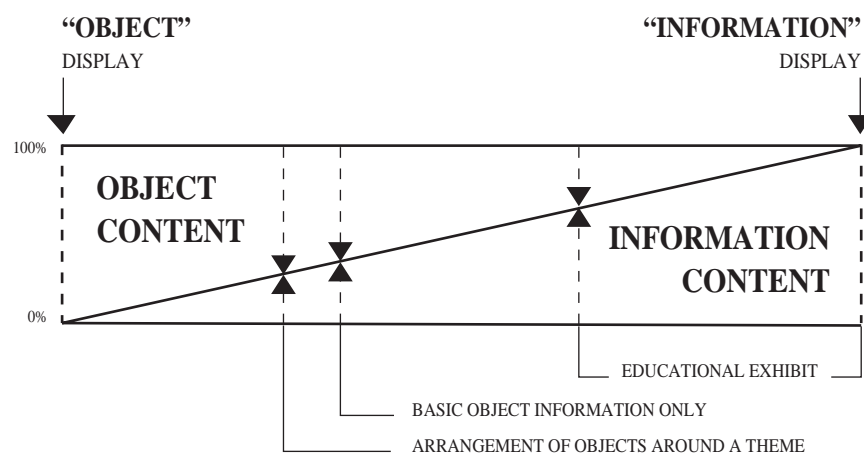 “OBJECT”
DISPLAY
“INFORMATION”
DISPLAY
100%
OBJECT
CONTENT
INFORMATION
CONTENT
0%
EDUCATIONAL EXHIBIT
BASIC OBJECT INFORMATION ONLY
ARRANGEMENT OF OBJECTS AROUND A THEME